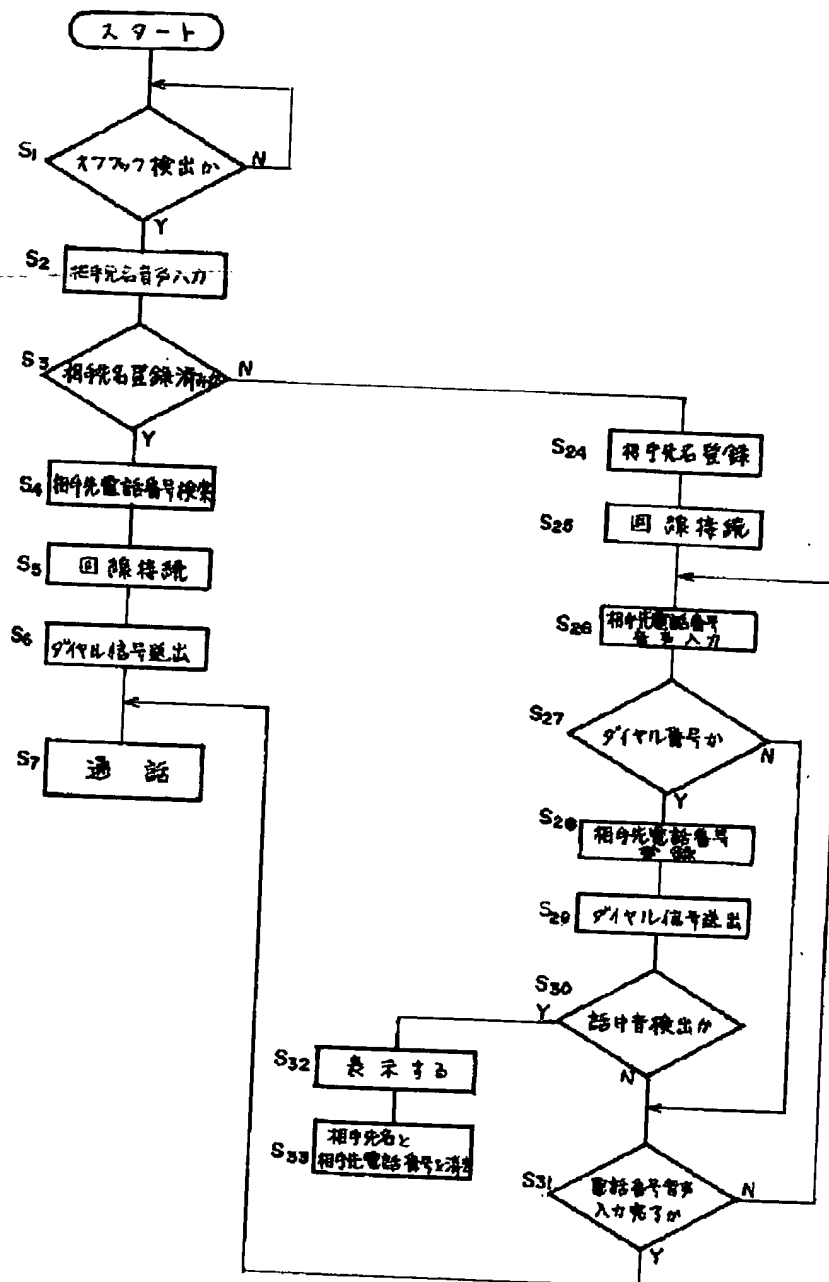 スタート
S1
オフフック検出か
N
Y
S2
相手先名音声入力
S3
相手先名登録済みか
N
Y
S4
相手先電話番号検索
S5
回線接続
S6
ダイヤル信号送出
S7
通話
S24
相手先名登録
S25
回線接続
S26
相手先電話番号
音声入力
S27
ダイヤル番号か
N
Y
S28
相手先電話番号
登録
S29
ダイヤル信号送出
S30
話中音検出か
Y
N
S32
表示する
S33
相手先名と
相手先電話番号を消去
S31
電話番号音声
入力完了か
N
Y